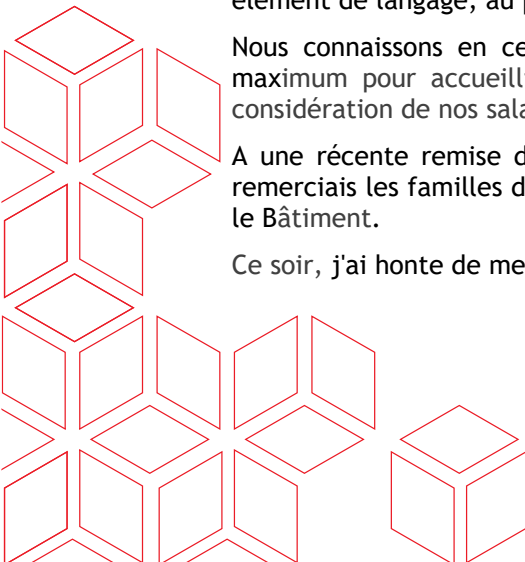 élément de langage, au
Nous connaissons en ce
maximum pour accueill
considération de nos sala
A une récente remise d
remerciais les familles d
le Bâtiment.
Ce soir, j'ai honte de me